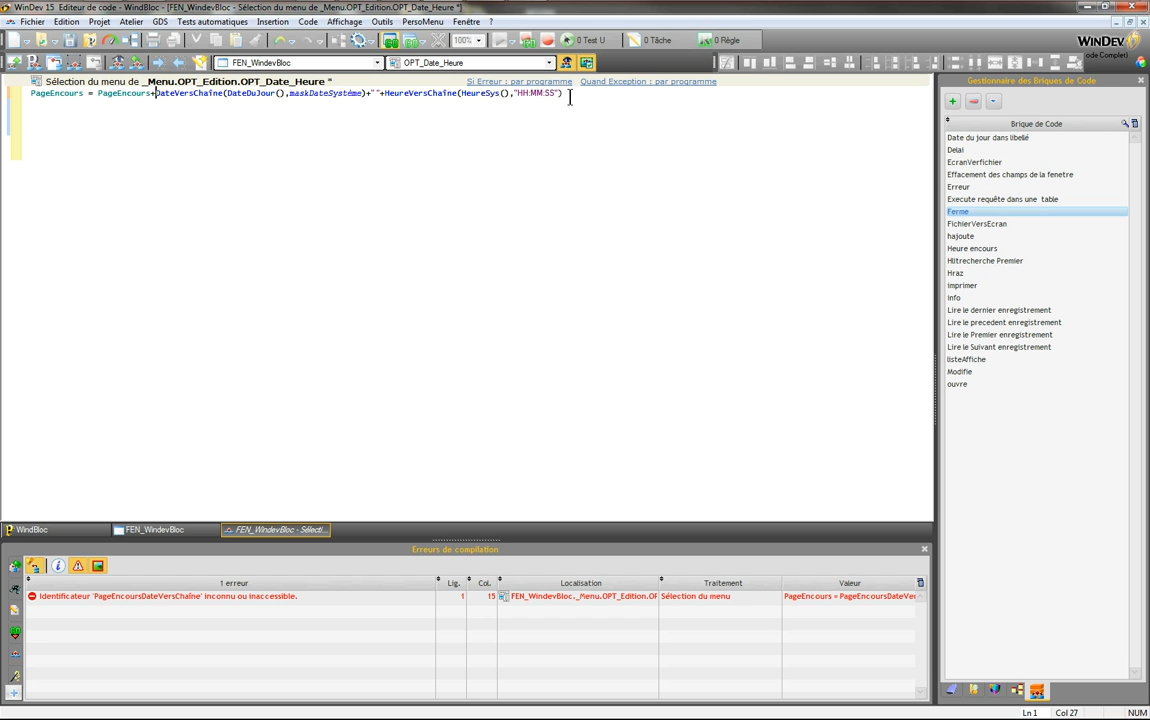 WinDev 15 Editeur de code - WindBloc - [FEN_WindevBloc - Sélection du menu de _Menu.OPT_Edition.OPT_Date_Heure *]
Fichier Edition Projet Atelier GDS Tests automatiques Insertion Code Affichage Outils PersoMenu Fenêtre ?
100% 0 Test U 0 Tâche 0 Règle
WINDEV
FEN_WindevBloc OPT_Date_Heure
ode Complet)
Sélection du menu de _Menu.OPT_Edition.OPT_Date_Heure * Si Erreur : par programme Quand Exception : par programme
PageEncours = PageEncours+DateVersChaîne(DateDuJour(),maskDateSystème)+" "+HeureVersChaîne(HeureSys(),"HH:MM:SS")
Gestionnaire des Briques de Code
Brique de Code
Date du jour dans libellé
Delai
EcranVerfichier
Effacement des champs de la fenetre
Erreur
Execute requête dans une table
Ferme
FichierVersEcran
hajoute
Heure encours
Hlitrecherche Premier
Hraz
imprimer
info
Lire le dernier enregistrement
Lire le precedent enregistrement
Lire le Premier enregistrement
Lire le Suivant enregistrement
listeAffiche
Modifie
ouvre
WindBloc FEN_WindevBloc FEN_WindevBloc - Sélecti...
Erreurs de compilation
1 erreur Lig. Col. Localisation Traitement Valeur
Identificateur 'PageEncoursDateVersChaîne' inconnu ou inaccessible. 1 15 FEN_WindevBloc._Menu.OPT_Edition.OP Sélection du menu PageEncours = PageEncoursDateVer
Ln 1 Col 27 NUM